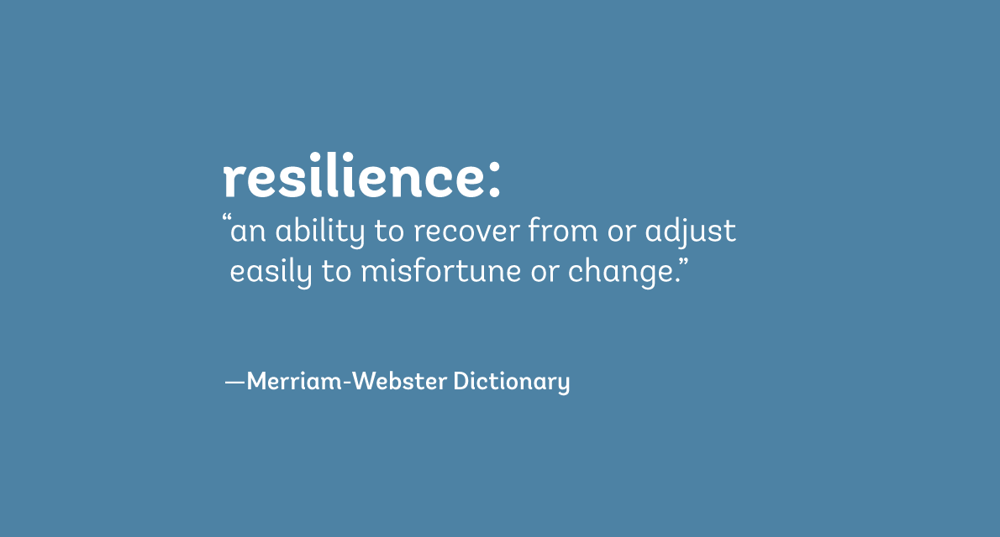 resilience:
“an ability to recover from or adjust
easily to misfortune or change.”
—Merriam-Webster Dictionary